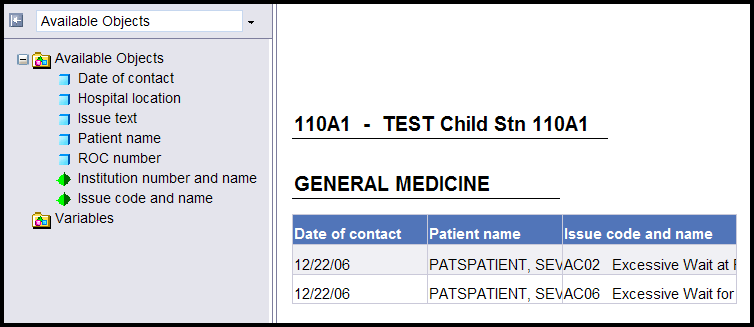 Available Objects
Available Objects
Date of contact
Hospital location
Issue text
Patient name
ROC number
Institution number and name
Issue code and name
Variables
110A1 - TEST Child Stn 110A1
GENERAL MEDICINE
Date of contact Patient name Issue code and name
12/22/06 PATSPATIENT, SEV AC02 Excessive Wait at
12/22/06 PATSPATIENT, SEV AC06 Excessive Wait for